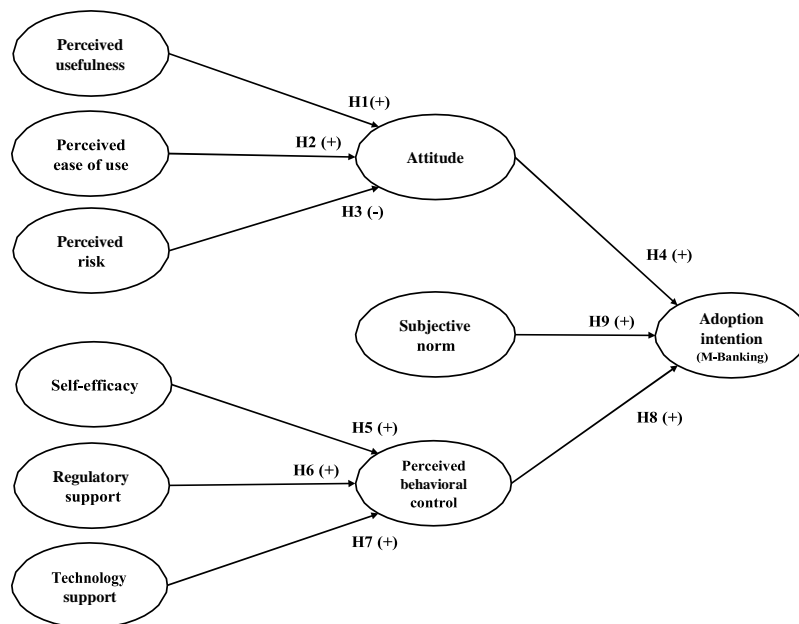 Perceived
usefulness
H1(+)
Perceived
ease of use
H2 (+)
Attitude
H3 (-)
Perceived
risk
H4 (+)
Subjective
norm
H9 (+)
Adoption
intention
(M-Banking)
Self-efficacy
H5 (+)
H8 (+)
Regulatory
support
H6 (+)
Perceived
behavioral
control
H7 (+)
Technology
support